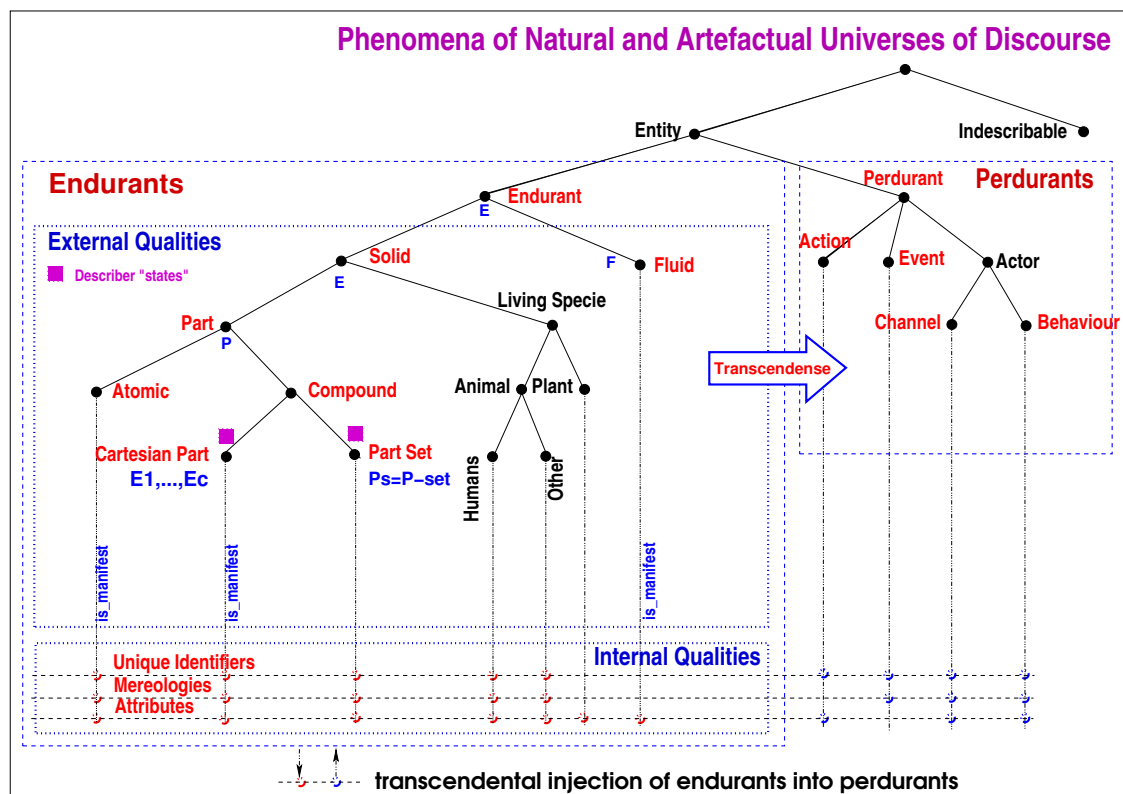 Phenomena of Natural and Artefactual Universes of Discourse
Entity
Indescribable
Endurants
Endurant
E
Perdurant
Perdurants
External Qualities
Describer "states"
Solid
E
F
Fluid
Action
Event
Actor
Part
P
Living Specie
Channel
Behaviour
Transcendense
Atomic
Compound
Animal
Plant
Cartesian Part
E1,...,Ec
Part Set
Ps=P-set
Humans
Other
is_manifest
is_manifest
is_manifest
Unique Identifiers
Internal Qualities
Mereologies
Attributes
transcendental injection of endurants into perdurants